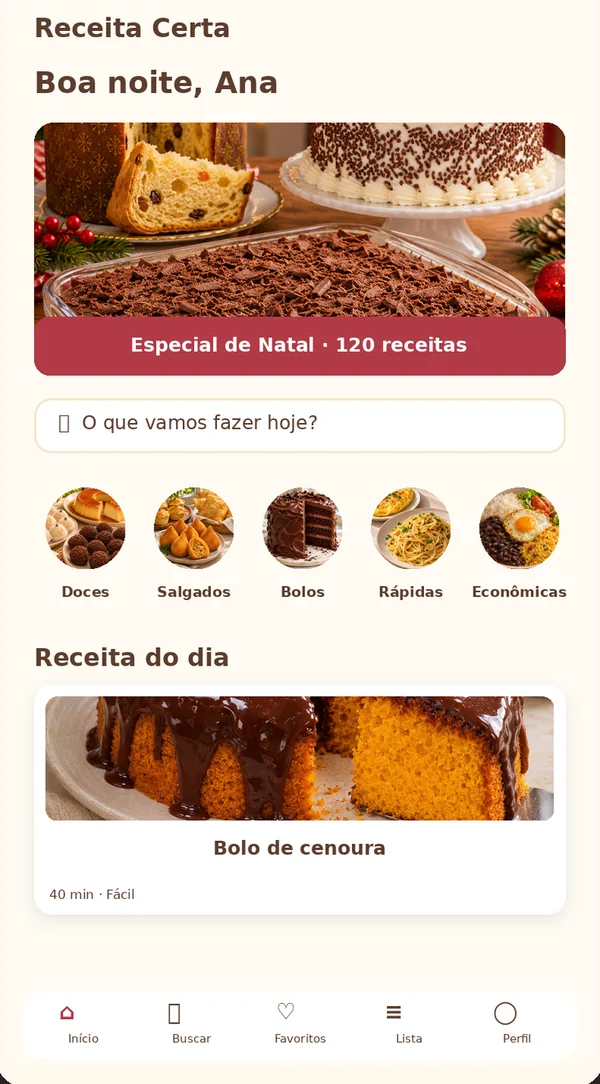 Receita Certa
Boa noite, Ana
Especial de Natal · 120 receitas
O que vamos fazer hoje?
Doces
Salgados
Bolos
Rápidas
Econômicas
Receita do dia
Bolo de cenoura
40 min · Fácil
Início
Buscar
Favoritos
Lista
Perfil